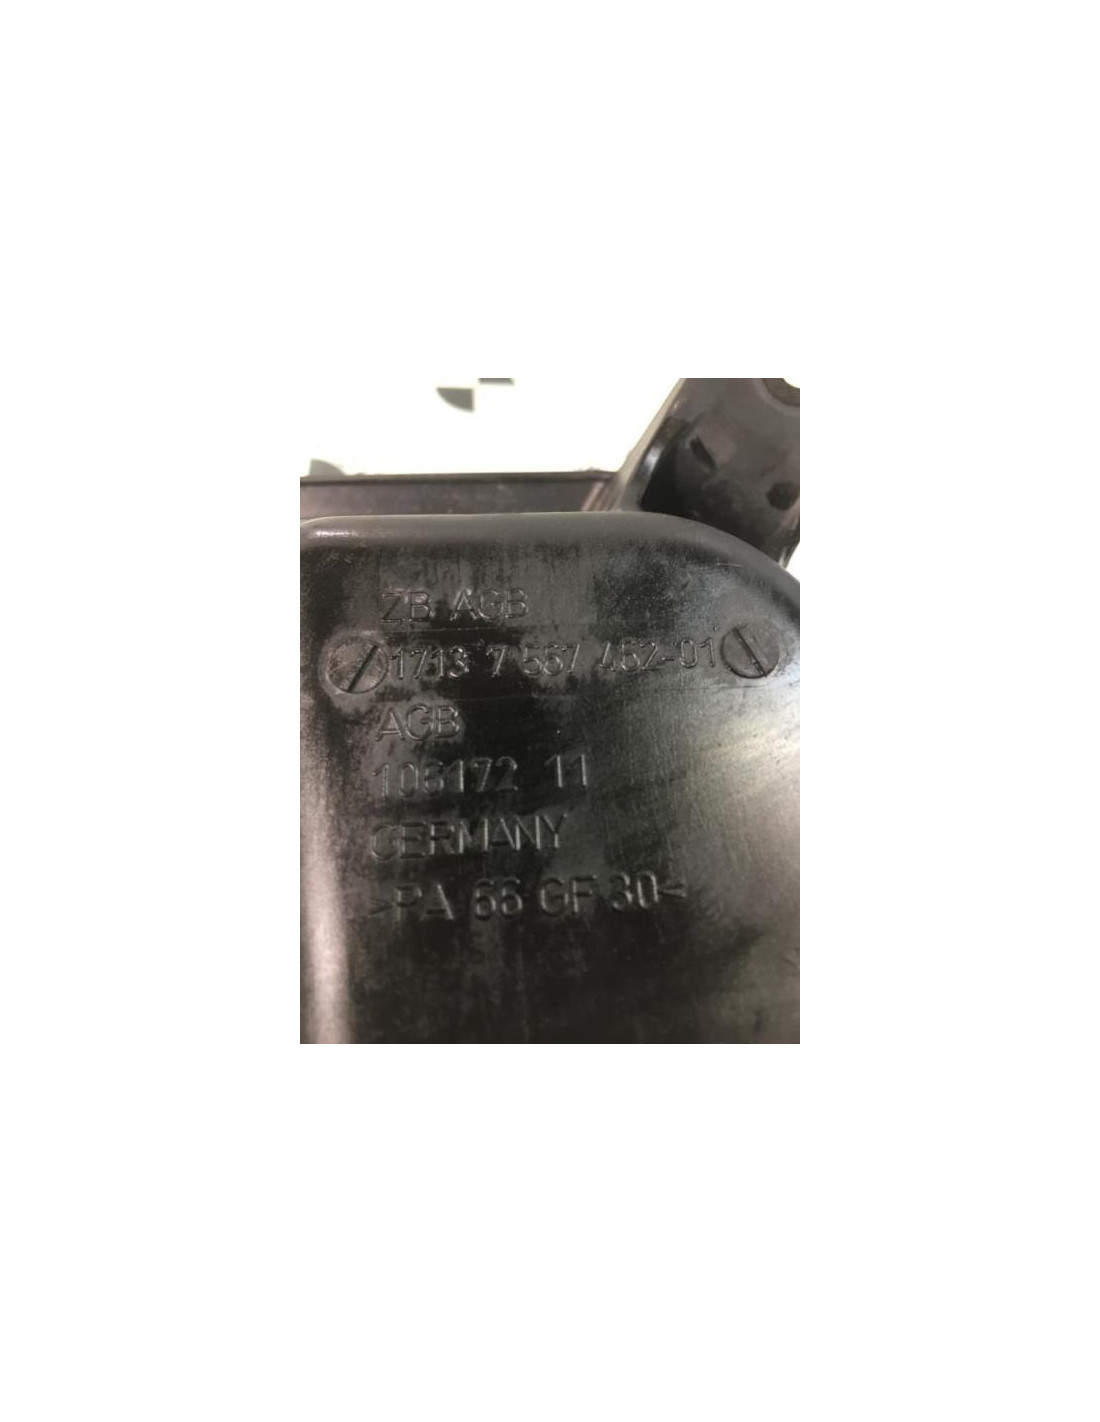 ZB AGB
1713 7 567 462-01
AGB
106172 11
GERMANY
>PA 66 GF 30<